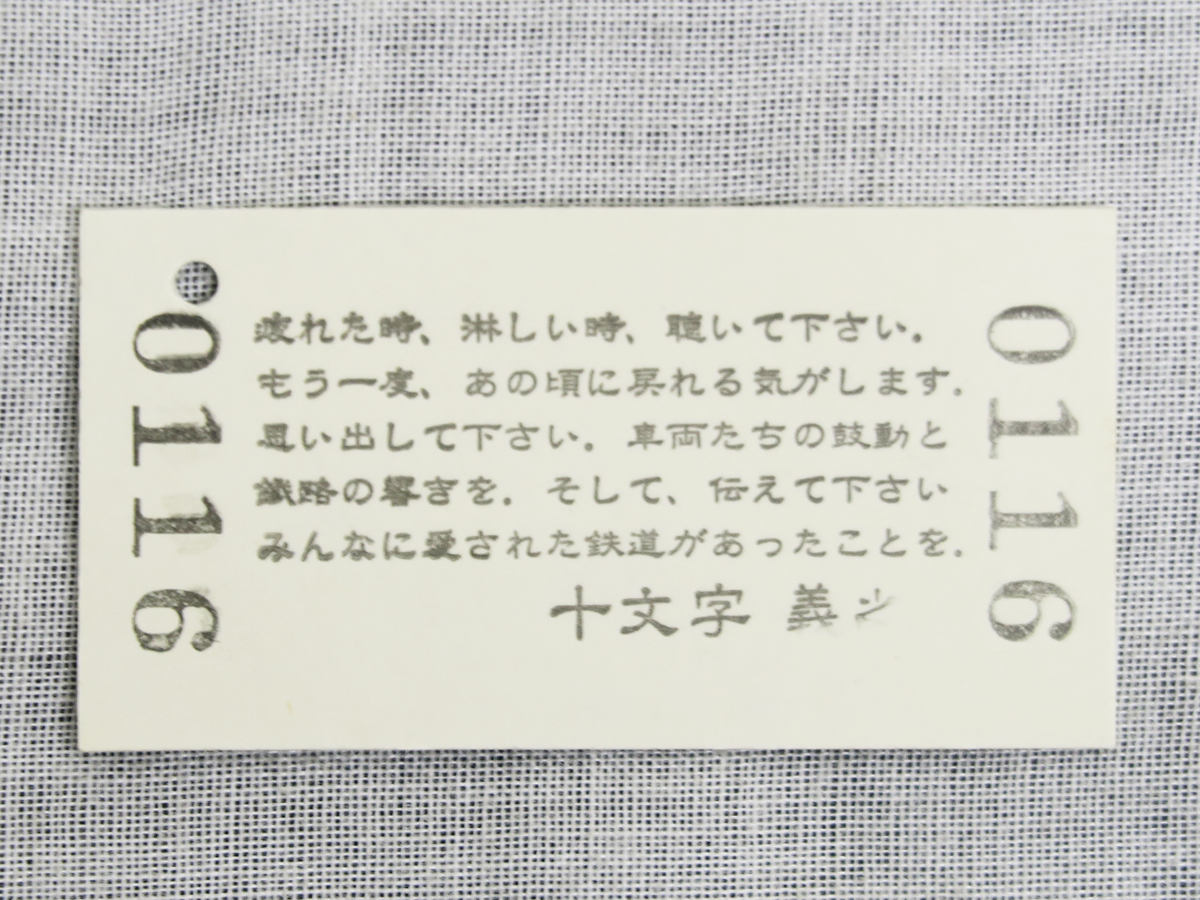 疲れた時、淋しい時、聴いて下さい.
もう一度、あの頃に戻れる気がします.
思い出して下さい. 車両たちの鼓動と
鐵路の響きを. そして、伝えて下さい
みんなに愛された鉄道があったことを.
十文字 義
0116
0116